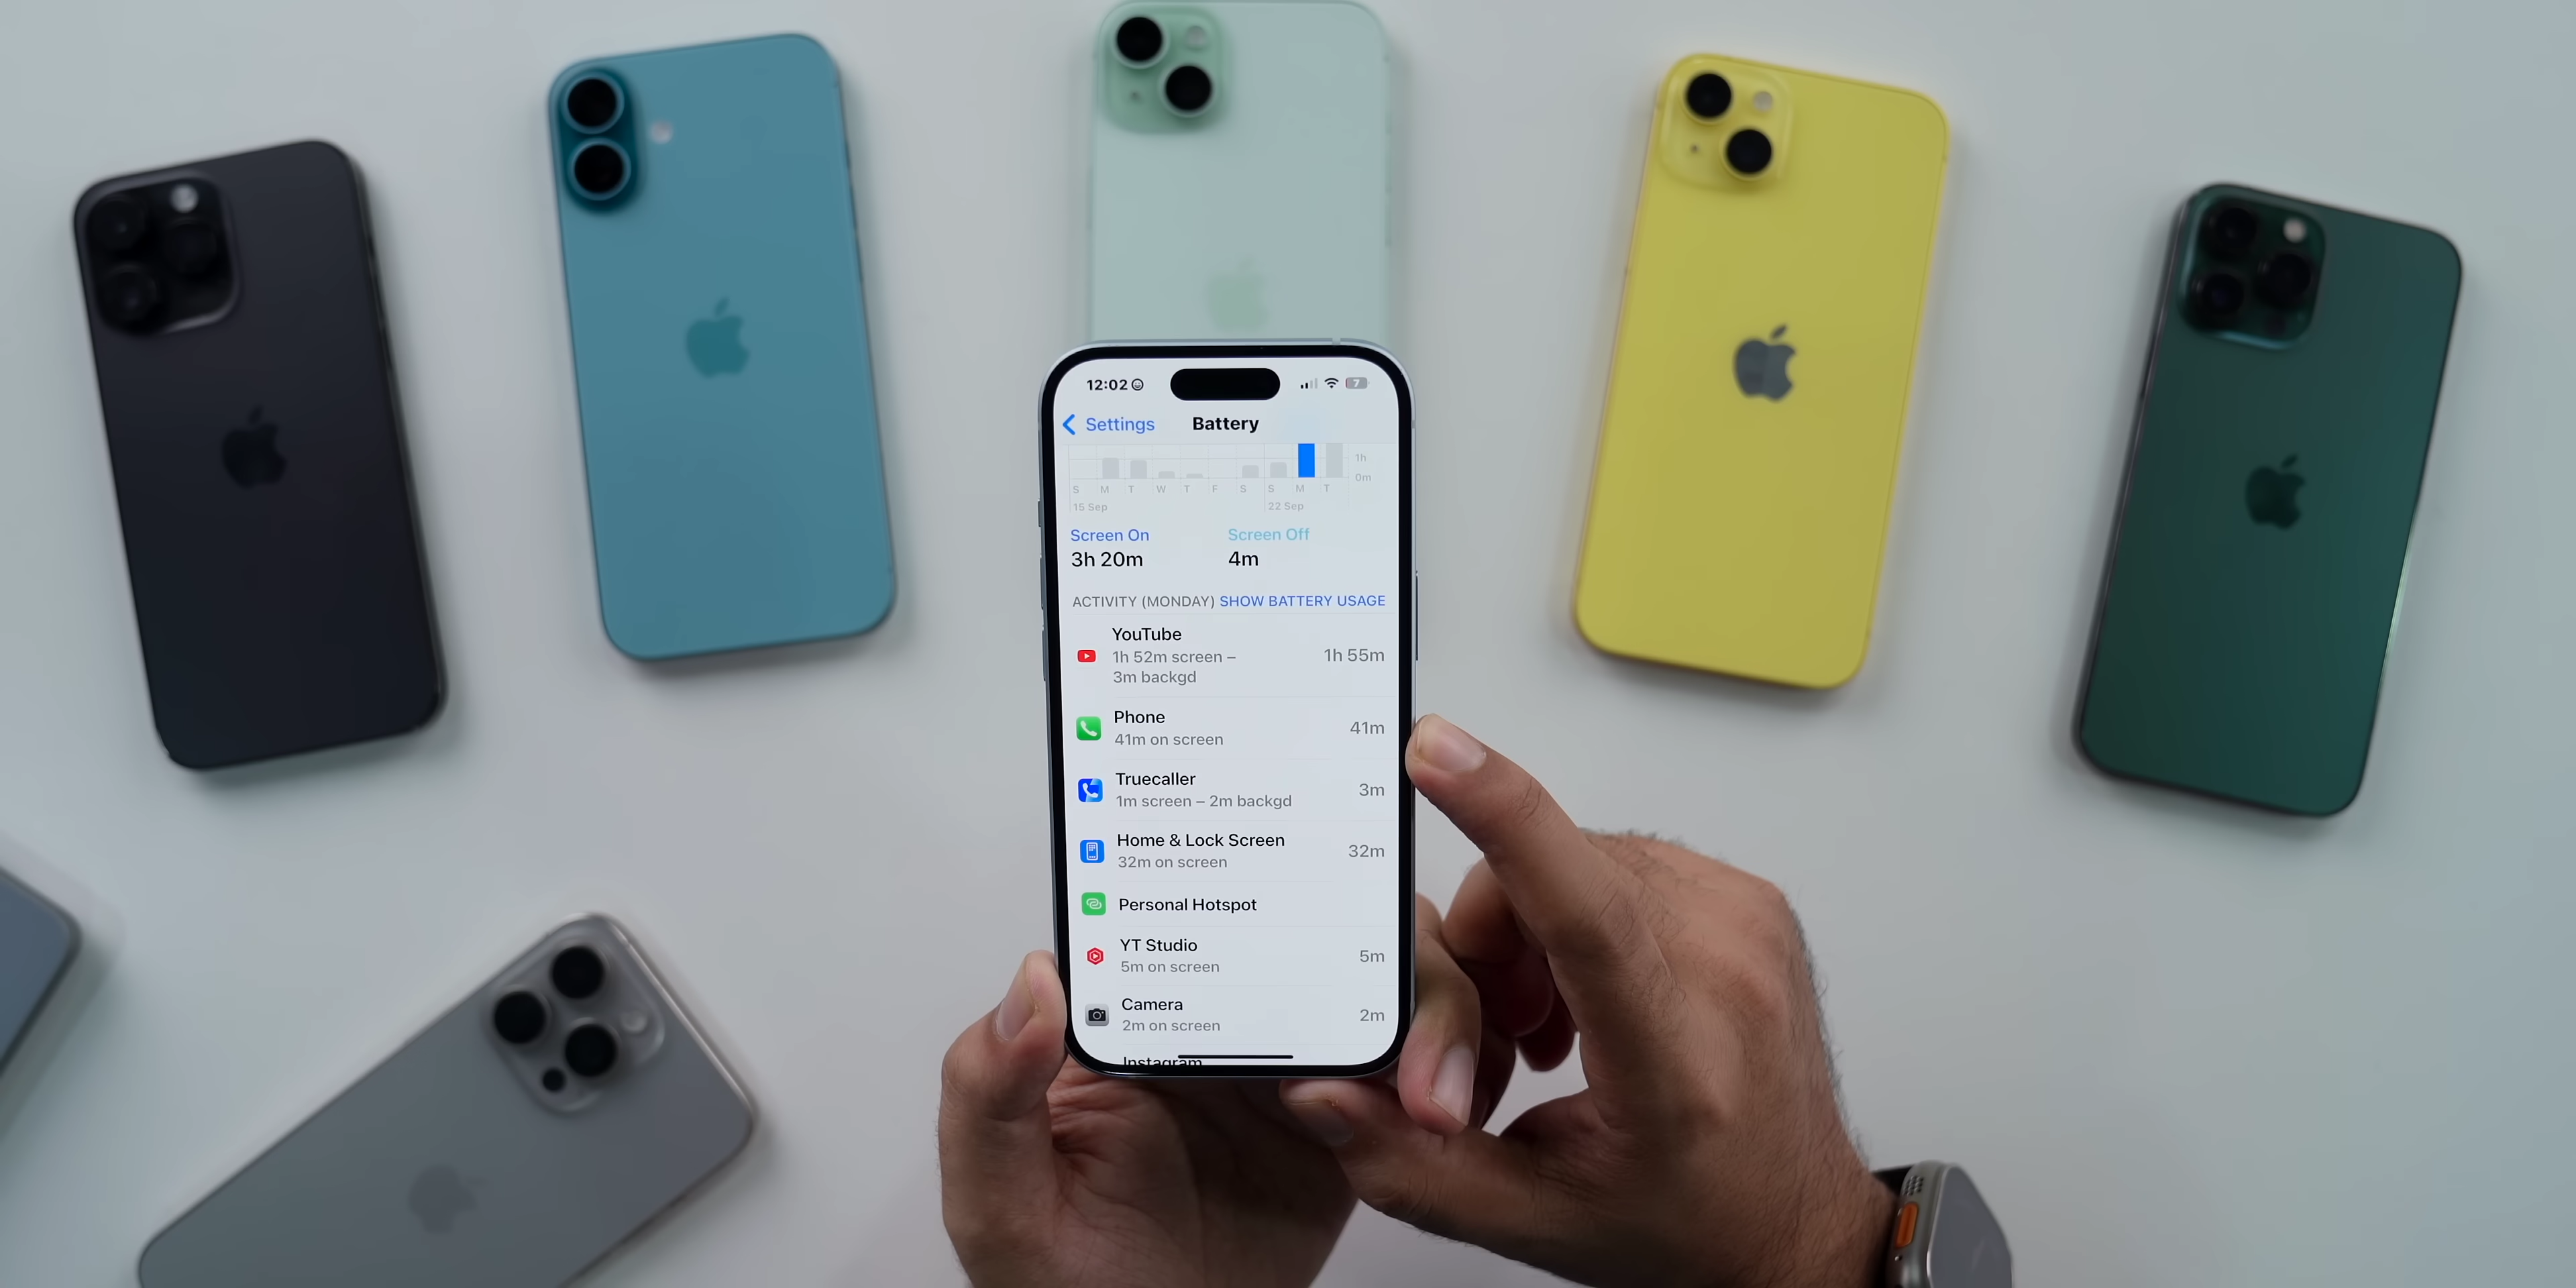 12:02
7
Settings
Battery
1h
0m
S M T W T F S S M T
15 Sep 22 Sep
Screen On Screen Off
3h 20m 4m
ACTIVITY (MONDAY) SHOW BATTERY USAGE
YouTube
1h 52m screen – 1h 55m
3m backgd
Phone
41m on screen 41m
Truecaller
1m screen – 2m backgd 3m
Home & Lock Screen
32m on screen 32m
Personal Hotspot
YT Studio
5m on screen 5m
Camera
2m on screen 2m
Instagram